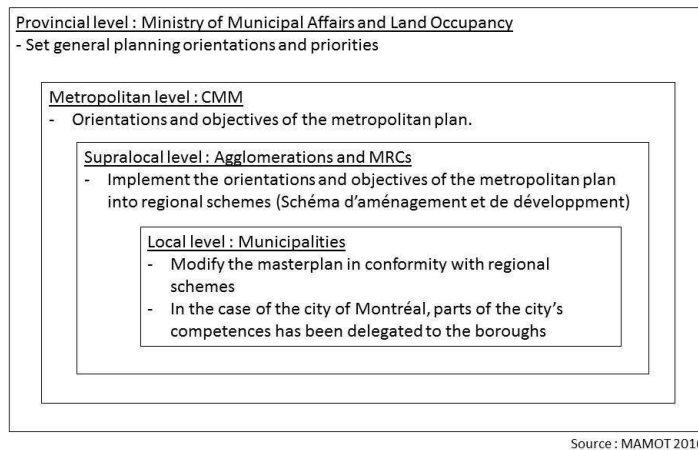 Provincial level : Ministry of Municipal Affairs and Land Occupancy
- Set general planning orientations and priorities
Metropolitan level : CMM
- Orientations and objectives of the metropolitan plan.
Supralocal level : Agglomerations and MRCs
- Implement the orientations and objectives of the metropolitan plan
into regional schemes (Schéma d'aménagement et de développment)
Local level : Municipalities
- Modify the masterplan in conformity with regional
schemes
- In the case of the city of Montréal, parts of the city's
competences has been delegated to the boroughs
Source : MAMOT 2016